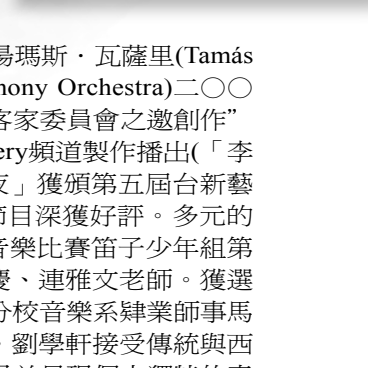 湯瑪斯．瓦薩里(Tamás
hony Orchestra)二○○
客家委員會之邀創作”
ery頻道製作播出(「李
友」獲頒第五屆台新藝
節目深獲好評。多元的
音樂比賽笛子少年組第
慶、連雅文老師。獲選
分校音樂系肄業師事馬
，劉學軒接受傳統與西